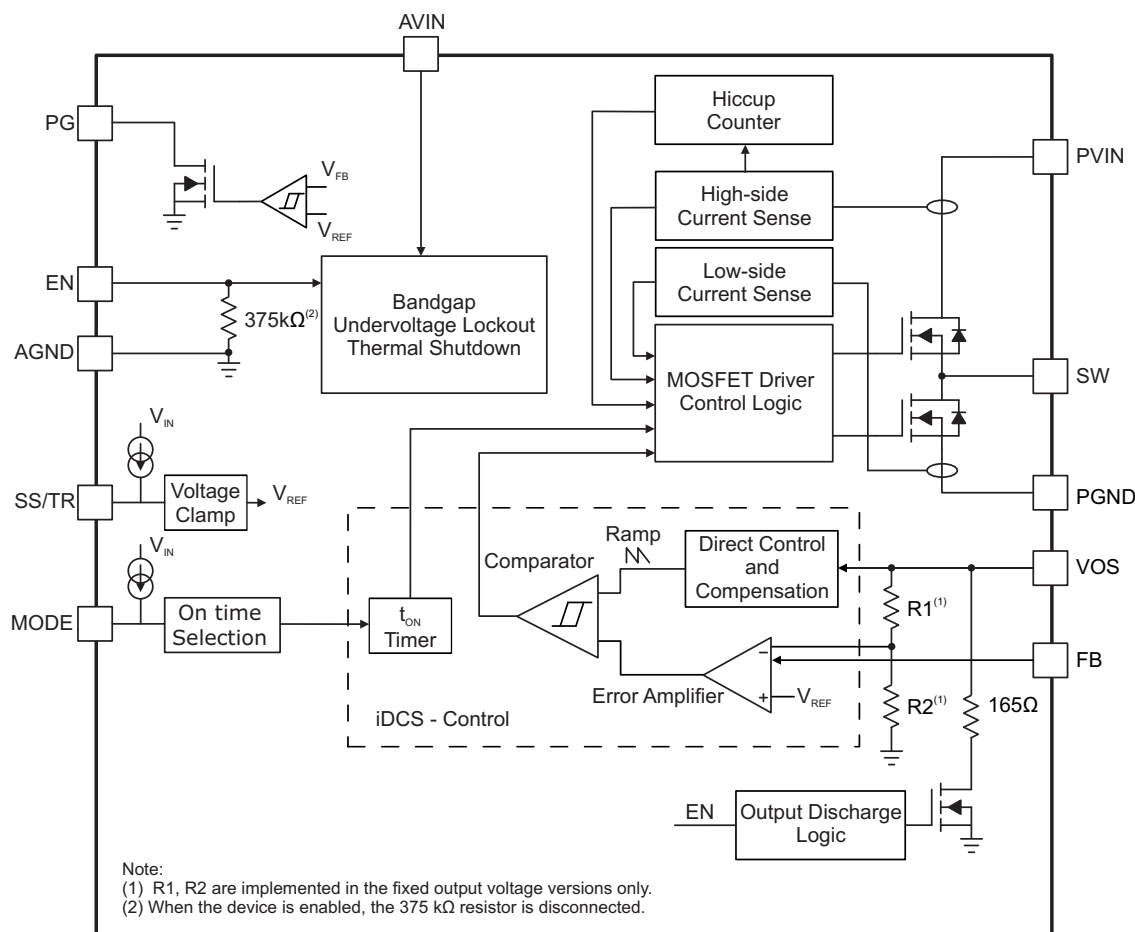 AVIN
PG
V_FB
V_REF
Hiccup
Counter
High-side
Current Sense
PVIN
Low-side
Current Sense
EN
375kΩ(2)
AGND
Bandgap
Undervoltage Lockout
Thermal Shutdown
MOSFET Driver
Control Logic
SW
V_IN
SS/TR
Voltage
Clamp
V_REF
PGND
V_IN
MODE
On time
Selection
t_ON
Timer
Comparator
Ramp
Direct Control
and
Compensation
VOS
R1(1)
FB
−
+
V_REF
Error Amplifier
R2(1)
165Ω
iDCS - Control
EN
Output Discharge
Logic
Note:
(1) R1, R2 are implemented in the fixed output voltage versions only.
(2) When the device is enabled, the 375 kΩ resistor is disconnected.